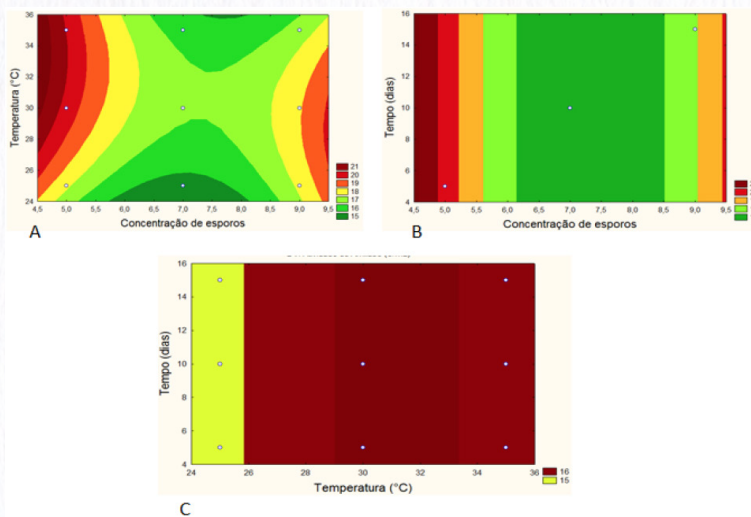 36
34
32
30
28
26
24
Temperatura (°C)
4,5 5,0 5,5 6,0 6,5 7,0 7,5 8,0 8,5 9,0 9,5
Concentração de esporos
21
20
19
18
17
16
15
A
16
14
12
10
8
6
4
Tempo (dias)
4,5 5,0 5,5 6,0 6,5 7,0 7,5 8,0 8,5 9,0 9,5
Concentração de esporos
B
16
14
12
10
8
6
4
Tempo (dias)
24 26 28 30 32 34 36
Temperatura (°C)
16
15
C